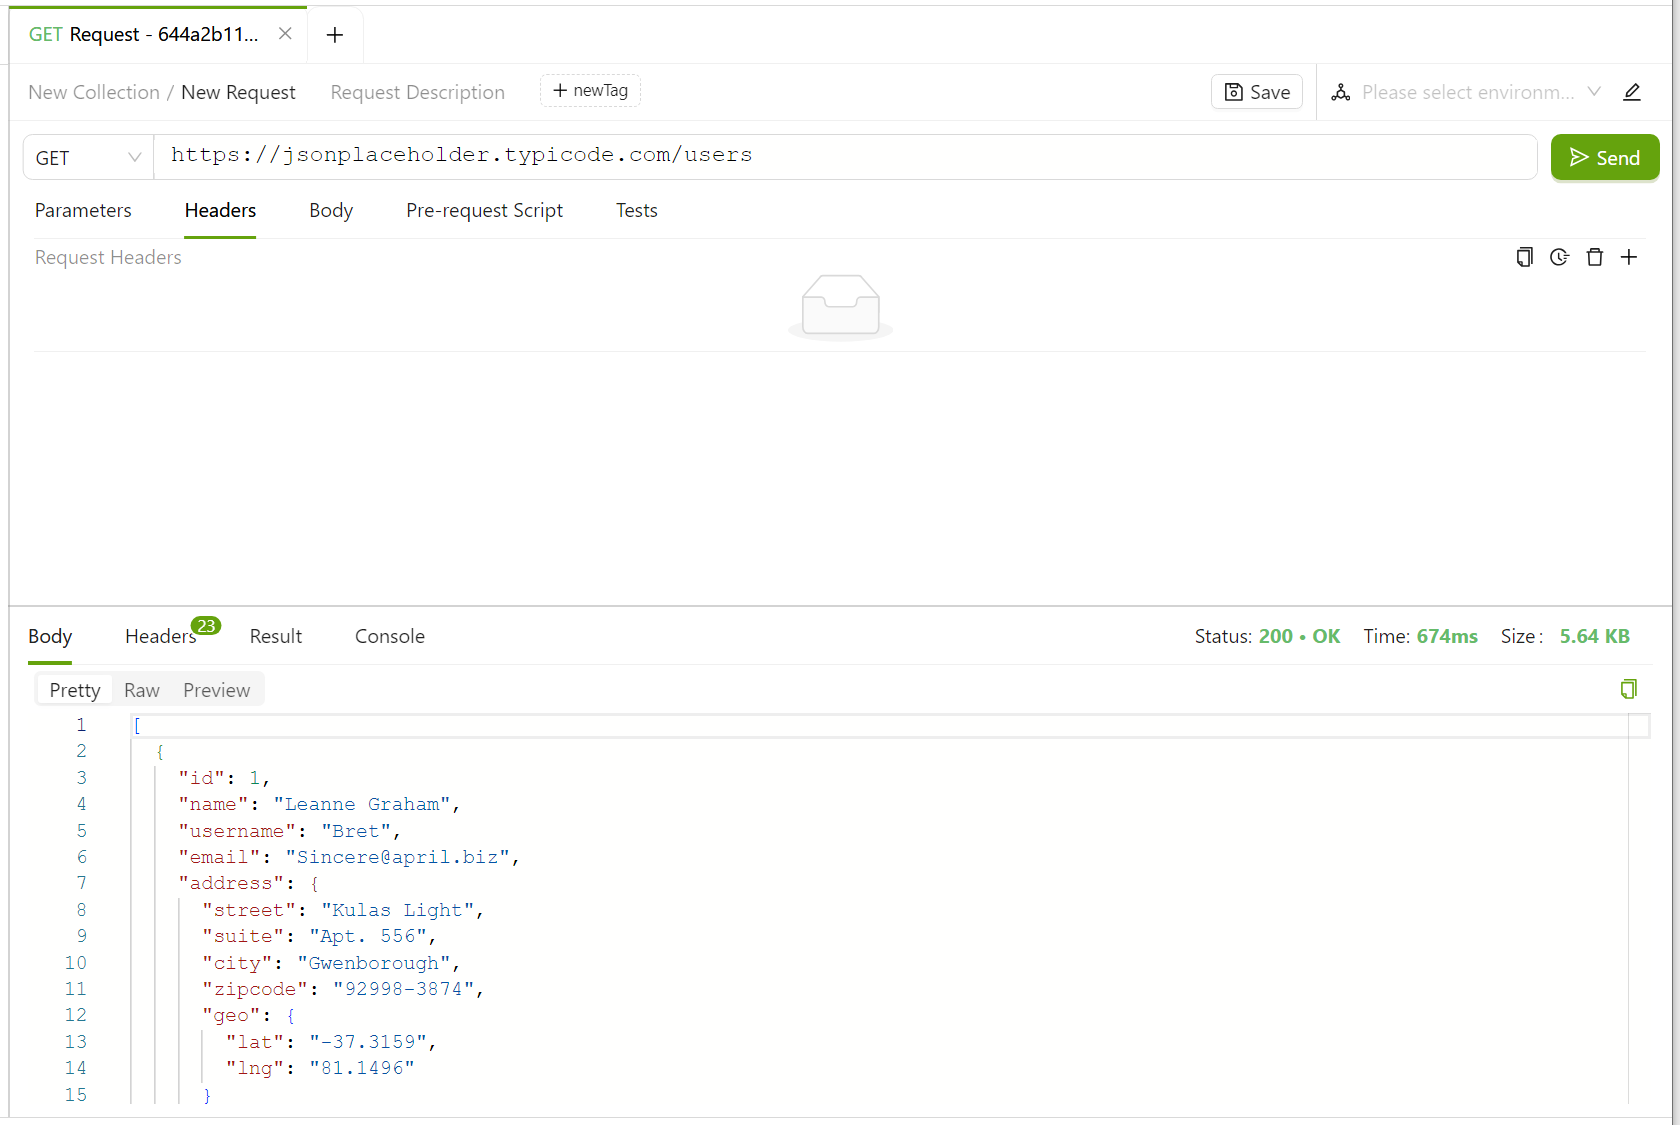 GET Request - 644a2b11...
New Collection / New Request Request Description + newTag Save Please select environm...
GET https://jsonplaceholder.typicode.com/users Send
Parameters Headers Body Pre-request Script Tests
Request Headers
Body Headers 23 Result Console Status: 200 • OK Time: 674ms Size: 5.64 KB
Pretty Raw Preview
1 [
2 {
3 "id": 1,
4 "name": "Leanne Graham",
5 "username": "Bret",
6 "email": "Sincere@april.biz",
7 "address": {
8 "street": "Kulas Light",
9 "suite": "Apt. 556",
10 "city": "Gwenborough",
11 "zipcode": "92998-3874",
12 "geo": {
13 "lat": "-37.3159",
14 "lng": "81.1496"
15 }